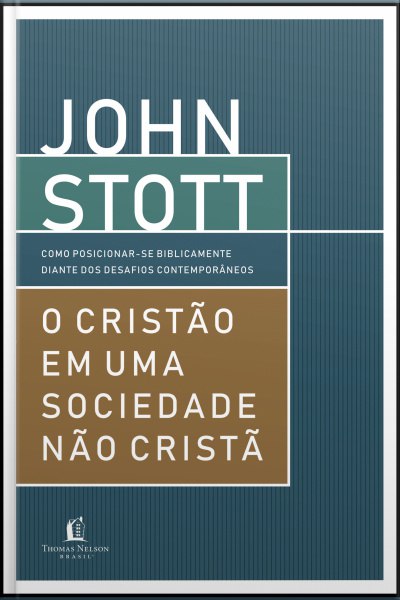 JOHN
STOTT
COMO POSICIONAR-SE BIBLICAMENTE
DIANTE DOS DESAFIOS CONTEMPORÂNEOS
O CRISTÃO
EM UMA
SOCIEDADE
NÃO CRISTÃ
THOMAS NELSON
BRASIL®